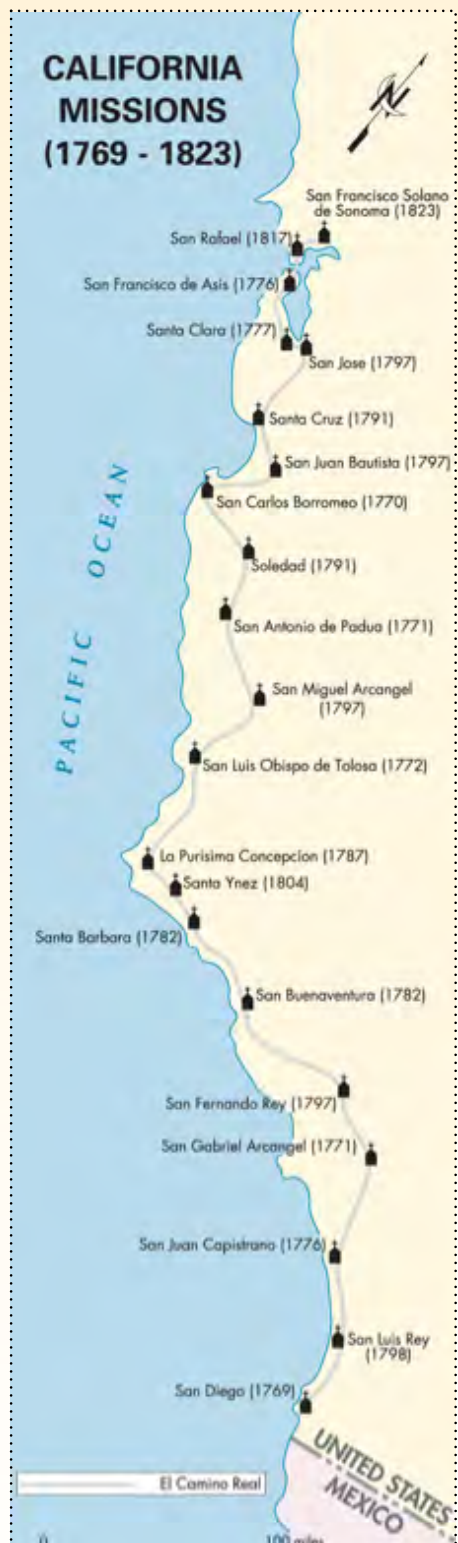 CALIFORNIA
MISSIONS
(1769 - 1823)
N
San Francisco Solano
de Sonoma (1823)
San Rafael (1817)
San Francisco de Asis (1776)
Santa Clara (1777)
San Jose (1797)
Santa Cruz (1791)
San Juan Bautista (1797)
San Carlos Borromeo (1770)
PACIFIC OCEAN
Soledad (1791)
San Antonio de Padua (1771)
San Miguel Arcangel
(1797)
San Luis Obispo de Tolosa (1772)
La Purisima Concepcion (1787)
Santa Ynez (1804)
Santa Barbara (1782)
San Buenaventura (1782)
San Fernando Rey (1797)
San Gabriel Arcangel (1771)
San Juan Capistrano (1776)
San Luis Rey
(1798)
San Diego (1769)
UNITED STATES
MEXICO
El Camino Real
0 100 miles